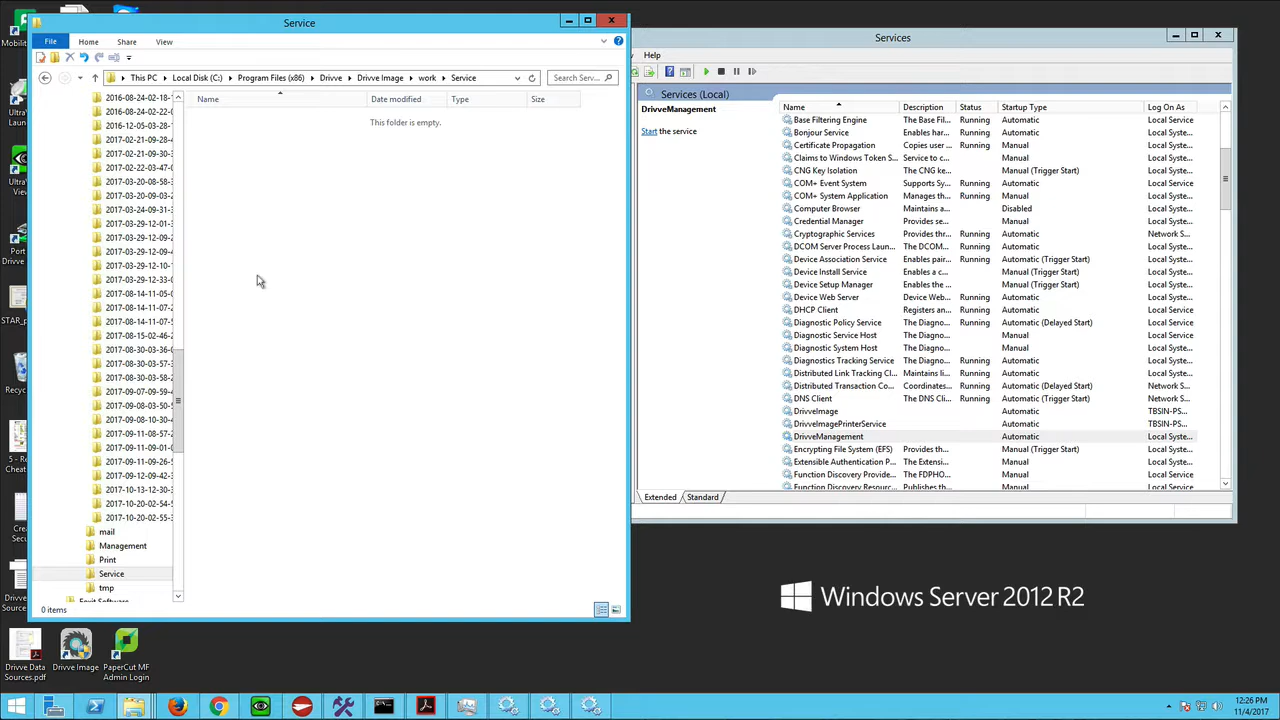 Service
File
Home
Share
View
This PC
Local Disk (C:)
Program Files (x86)
Drivve
Drivve Image
work
Service
Search Serv...
Name
Date modified
Type
Size
This folder is empty.
2016-08-24-02-18-
2016-08-24-02-22-
2016-12-05-03-28-
2017-02-21-09-28-
2017-02-21-09-30-
2017-02-22-03-47-
2017-03-20-08-58-
2017-03-20-09-03-
2017-03-24-09-31-
2017-03-29-12-01-
2017-03-29-12-09-
2017-03-29-12-09-
2017-03-29-12-10-
2017-03-29-12-33-
2017-08-14-11-05-
2017-08-14-11-07-
2017-08-14-11-07-
2017-08-15-02-46-
2017-08-30-03-36-
2017-08-30-03-57-
2017-08-30-03-58-
2017-09-07-09-59-
2017-09-08-03-50-
2017-09-08-10-30-
2017-09-11-08-57-
2017-09-11-09-01-
2017-09-11-09-26-
2017-09-12-09-42-
2017-10-13-12-30-
2017-10-20-02-54-
2017-10-20-02-55-
mail
Management
Print
Service
tmp
0 items
Services
Help
Services (Local)
DrivveManagement
Start the service
Name Description Status Startup Type Log On As
Base Filtering Engine The Base Fil... Running Automatic Local Service
Bonjour Service Enables har... Running Automatic Local Syste...
Certificate Propagation Copies user ... Running Manual Local Syste...
Claims to Windows Token S... Service to c... Manual Local Syste...
CNG Key Isolation The CNG ke... Manual (Trigger Start) Local Syste...
COM+ Event System Supports Sy... Running Automatic Local Service
COM+ System Application Manages th... Running Manual Local Syste...
Computer Browser Maintains a... Disabled Local Syste...
Credential Manager Provides se... Manual Local Syste...
Cryptographic Services Provides thr... Running Automatic Network S...
DCOM Server Process Laun... The DCOM... Running Automatic Local Syste...
Device Association Service Enables pair... Running Automatic (Trigger Start) Local Syste...
Device Install Service Enables a c... Manual (Trigger Start) Local Syste...
Device Setup Manager Enables the ... Manual (Trigger Start) Local Syste...
Device Web Server Device Web... Running Automatic Local Syste...
DHCP Client Registers an... Running Automatic Local Service
Diagnostic Policy Service The Diagno... Running Automatic (Delayed Start) Local Service
Diagnostic Service Host The Diagno... Manual Local Service
Diagnostic System Host The Diagno... Manual Local Syste...
Diagnostics Tracking Service The Diagno... Running Automatic Local Syste...
Distributed Link Tracking Cl... Maintains li... Running Automatic Local Syste...
Distributed Transaction Co... Coordinates... Running Automatic (Delayed Start) Network S...
DNS Client The DNS Cli... Running Automatic (Trigger Start) Network S...
DrivveImage Automatic TBSIN-PS...
DrivveImagePrinterService Automatic TBSIN-PS...
DrivveManagement Automatic Local Syste...
Encrypting File System (EFS) Provides th... Manual (Trigger Start) Local Syste...
Extensible Authentication P... The Extensi... Manual Local Syste...
Function Discovery Provide... The FDPHO... Manual Local Service
Function Discovery Resourc... Publishes th... Manual Local Service
Extended
Standard
Windows Server 2012 R2
Drivve Data Sources.pdf
Drivve Image
PaperCut MF Admin Login
12:26 PM
11/4/2017